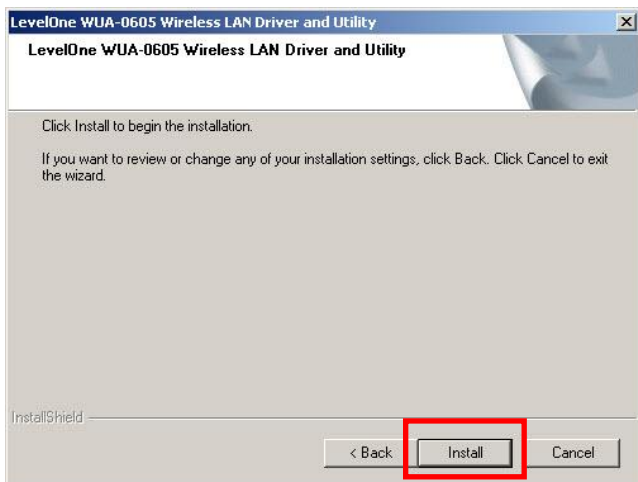 LevelOne WUA-0605 Wireless LAN Driver and Utility
LevelOne WUA-0605 Wireless LAN Driver and Utility
Click Install to begin the installation.
If you want to review or change any of your installation settings, click Back. Click Cancel to exit
the wizard.
InstallShield
< Back Install Cancel